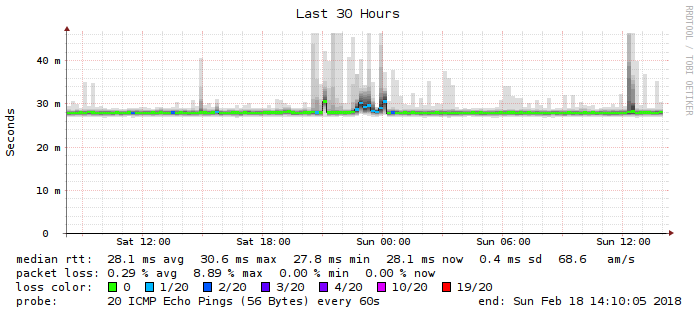 Last 30 Hours
RRDTOOL / TOBI OETIKER
Seconds
40 m
30 m
20 m
10 m
0
Sat 12:00 Sat 18:00 Sun 00:00 Sun 06:00 Sun 12:00
median rtt: 28.1 ms avg 30.6 ms max 27.8 ms min 28.1 ms now 0.4 ms sd 68.6 am/s
packet loss: 0.29 % avg 8.89 % max 0.00 % min 0.00 % now
loss color: 0 1/20 2/20 3/20 4/20 10/20 19/20
probe: 20 ICMP Echo Pings (56 Bytes) every 60s end: Sun Feb 18 14:10:05 2018